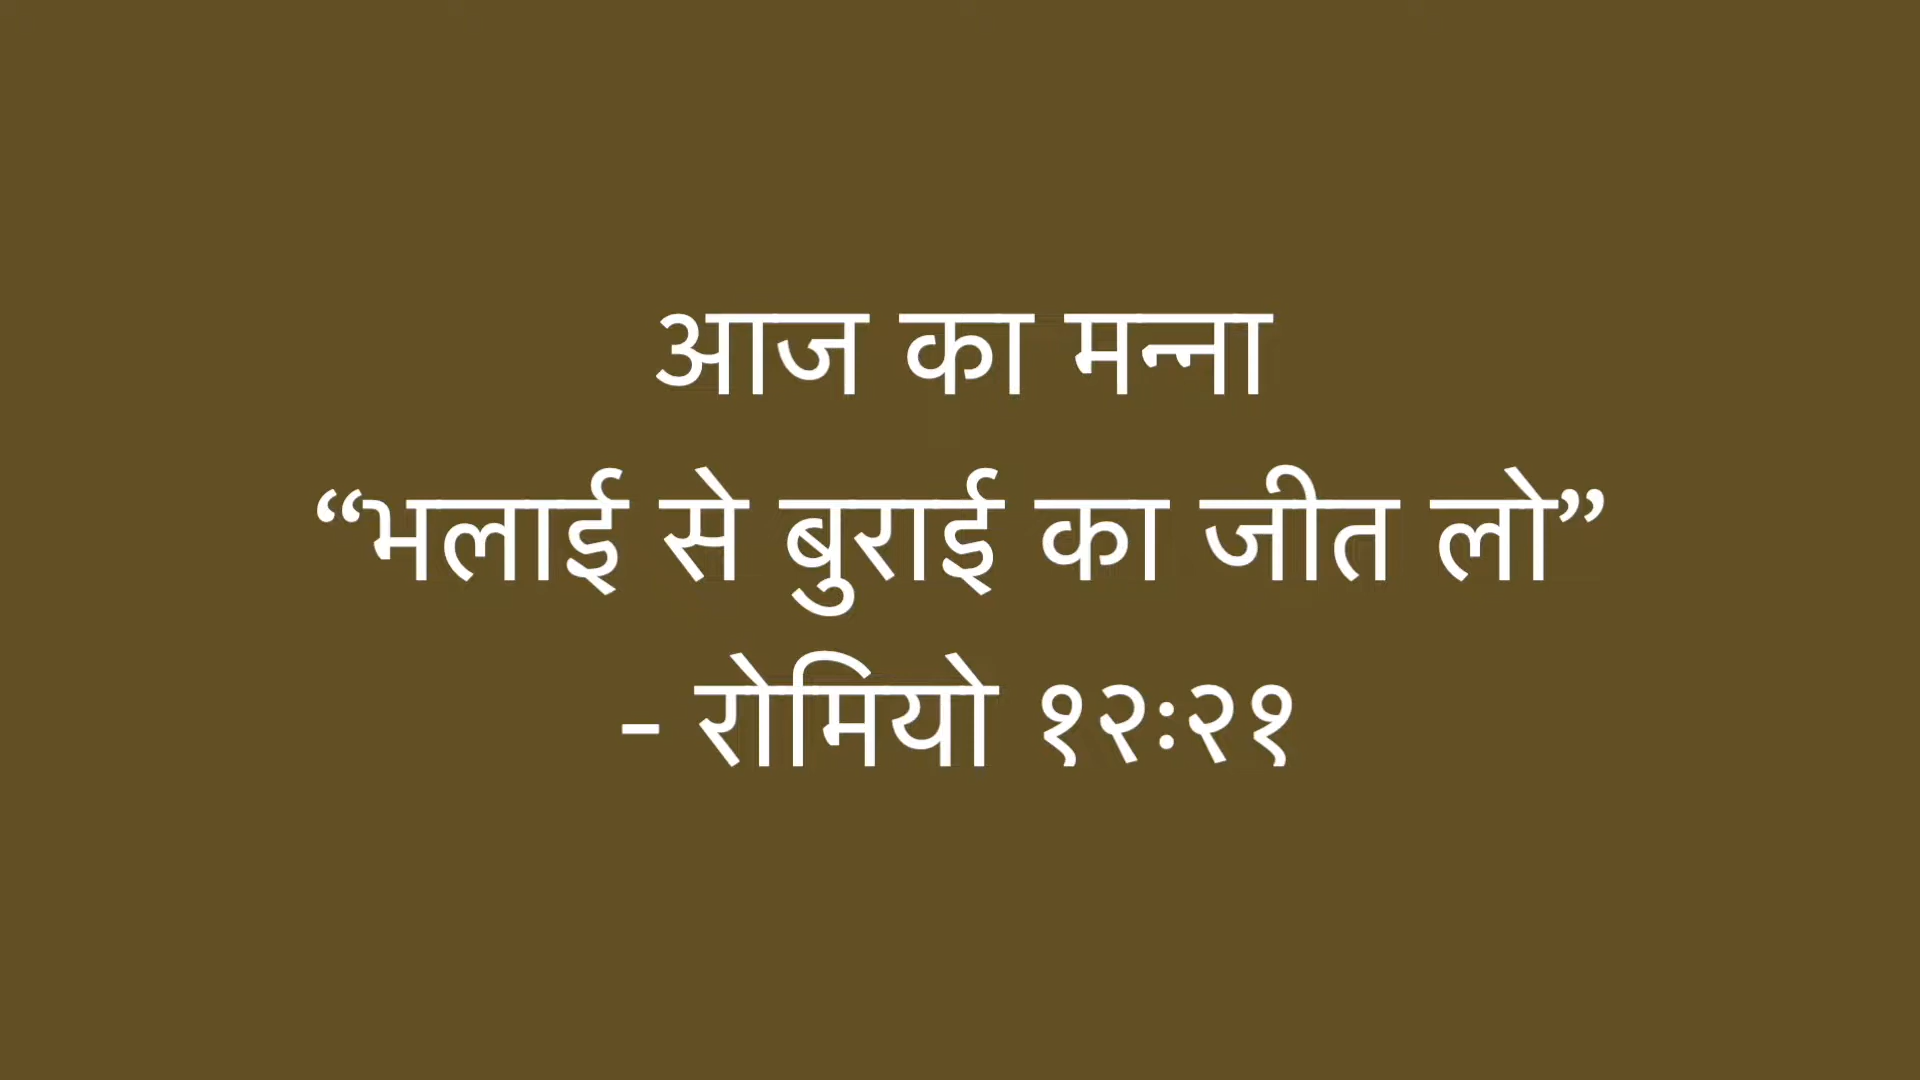 आज का मन्ना
“भलाई से बुराई का जीत लो”
- रोमियो १२:२१